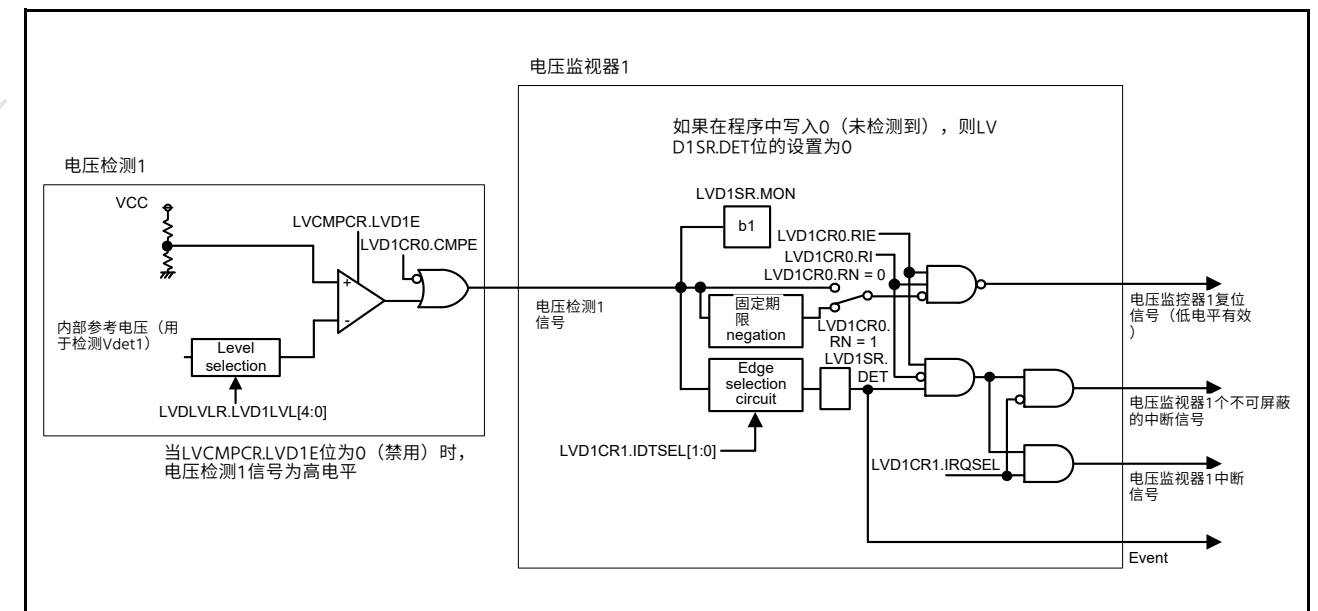 电压监视器1
如果在程序中写入0（未检测到），则LV
D1SR.DET位的设置为0
电压检测1
VCC
LVCMPCR.LVD1E
LVD1CR0.CMPE
内部参考电压（用
于检测Vdet1）
Level
selection
LVDLVLR.LVD1LVL[4:0]
当LVCMPCR.LVD1E位为0（禁用）时，
电压检测1信号为高电平
电压检测1
信号
LVD1SR.MON
b1
LVD1CR0.RIE
LVD1CR0.RI
LVD1CR0.RN = 0
固定期
限
negation
LVD1CR0.
RN = 1
LVD1SR.
DET
Edge
selection
circuit
LVD1CR1.IDTSEL[1:0]
LVD1CR1.IRQSEL
电压监控器1复位
信号（低电平有效
）
电压监视器1个不可屏蔽
的中断信号
电压监视器1中断
信号
Event
+
-